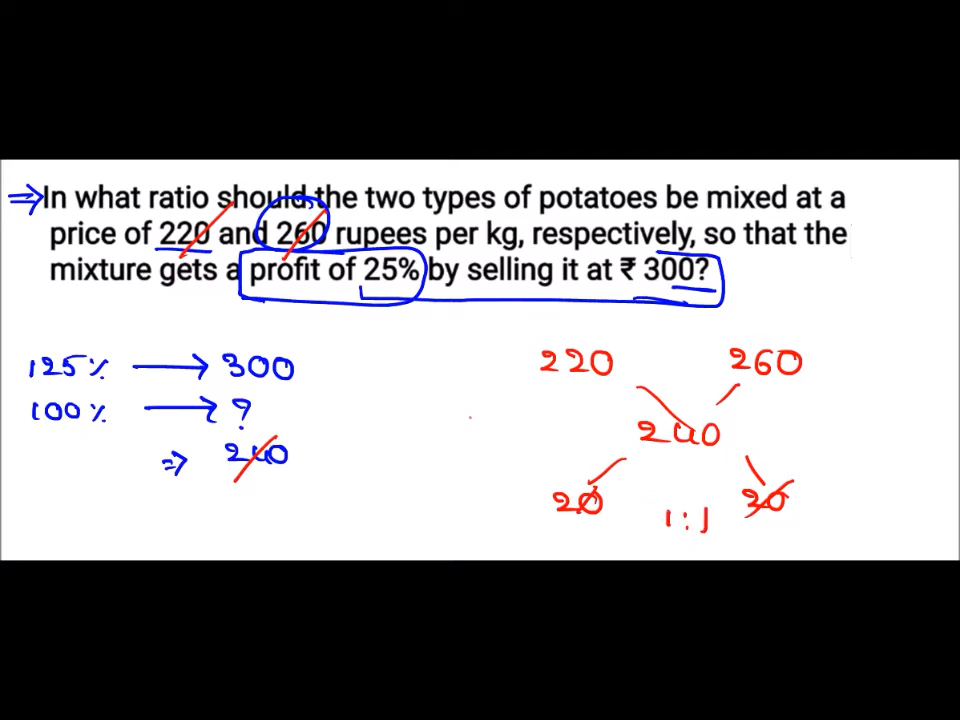 ⇒In what ratio should the two types of potatoes be mixed at a
price of 220 and 260 rupees per kg, respectively, so that the
mixture gets a profit of 25% by selling it at ₹ 300?
125% → 300
100% → ?
⇒ 240
220 260
240
20 20
1:1